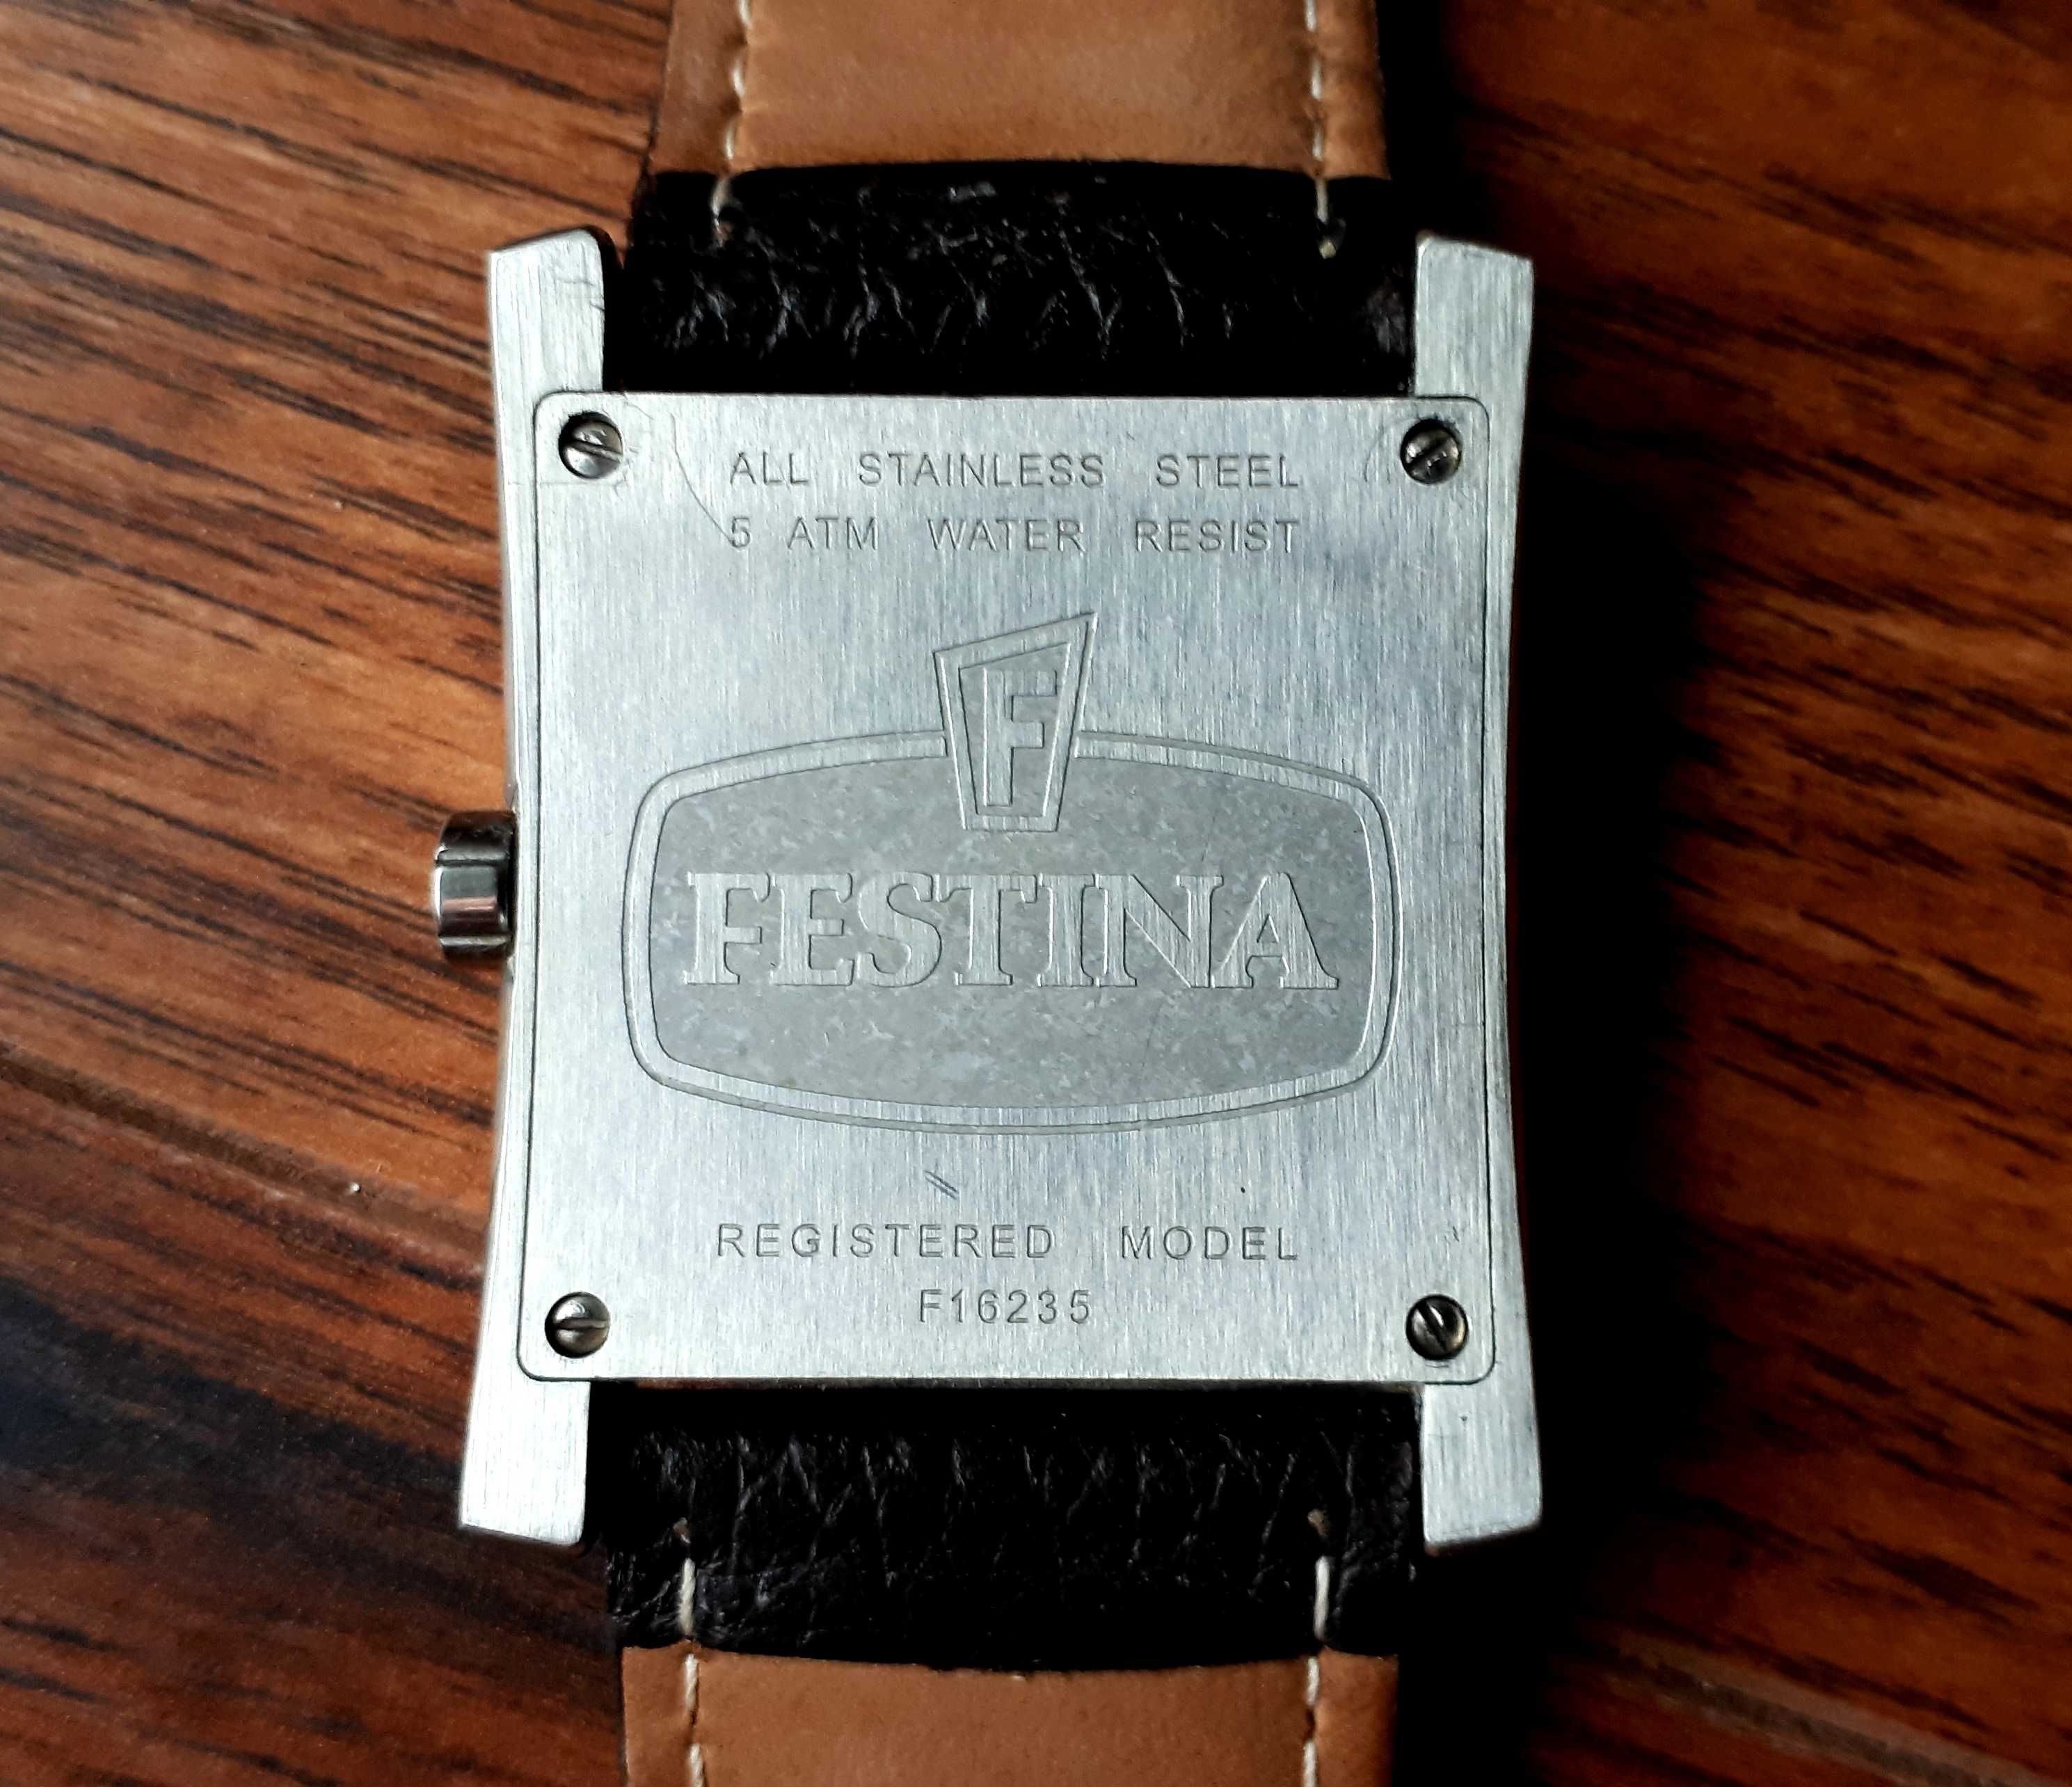 ALL STAINLESS STEEL
5 ATM WATER RESIST
F
FESTINA
REGISTERED MODEL
F16235